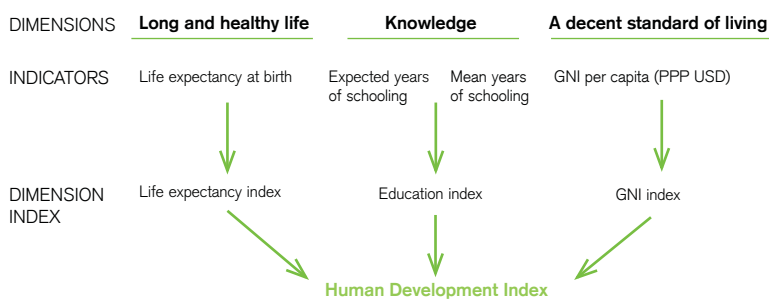 DIMENSIONS Long and healthy life Knowledge A decent standard of living
INDICATORS Life expectancy at birth Expected years of schooling Mean years of schooling GNI per capita (PPP USD)
DIMENSION INDEX Life expectancy index Education index GNI index
Human Development Index